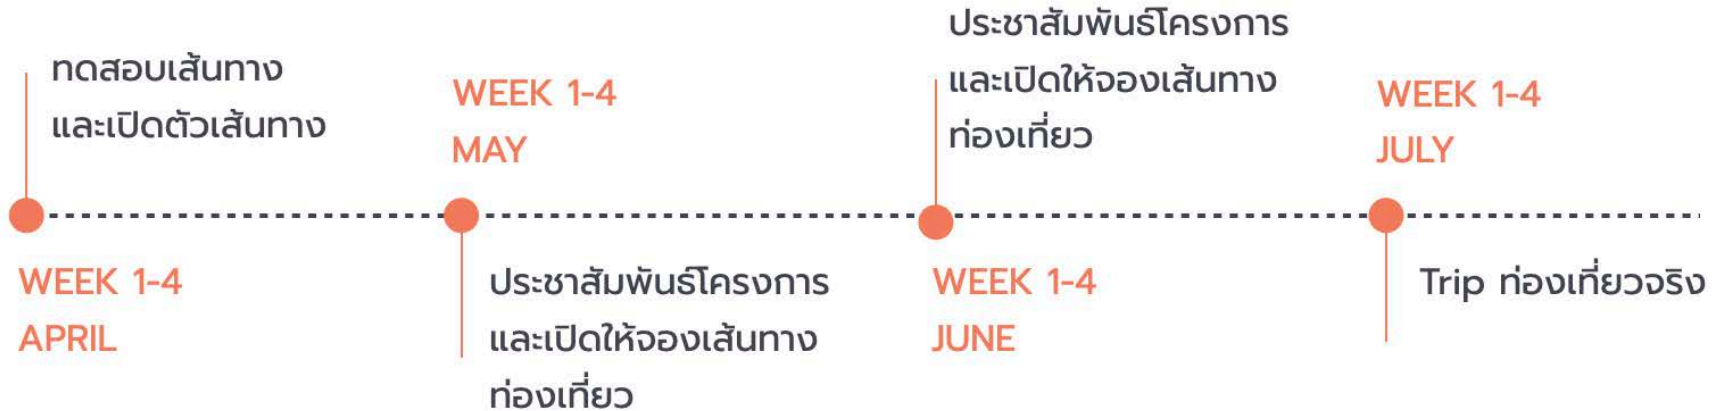 ทดสอบเส้นทาง
และเปิดตัวเส้นทาง
WEEK 1-4
APRIL
WEEK 1-4
MAY
ประชาสัมพันธ์โครงการ
และเปิดให้จองเส้นทาง
ท่องเที่ยว
ประชาสัมพันธ์โครงการ
และเปิดให้จองเส้นทาง
ท่องเที่ยว
WEEK 1-4
JUNE
WEEK 1-4
JULY
Trip ท่องเที่ยวจริง